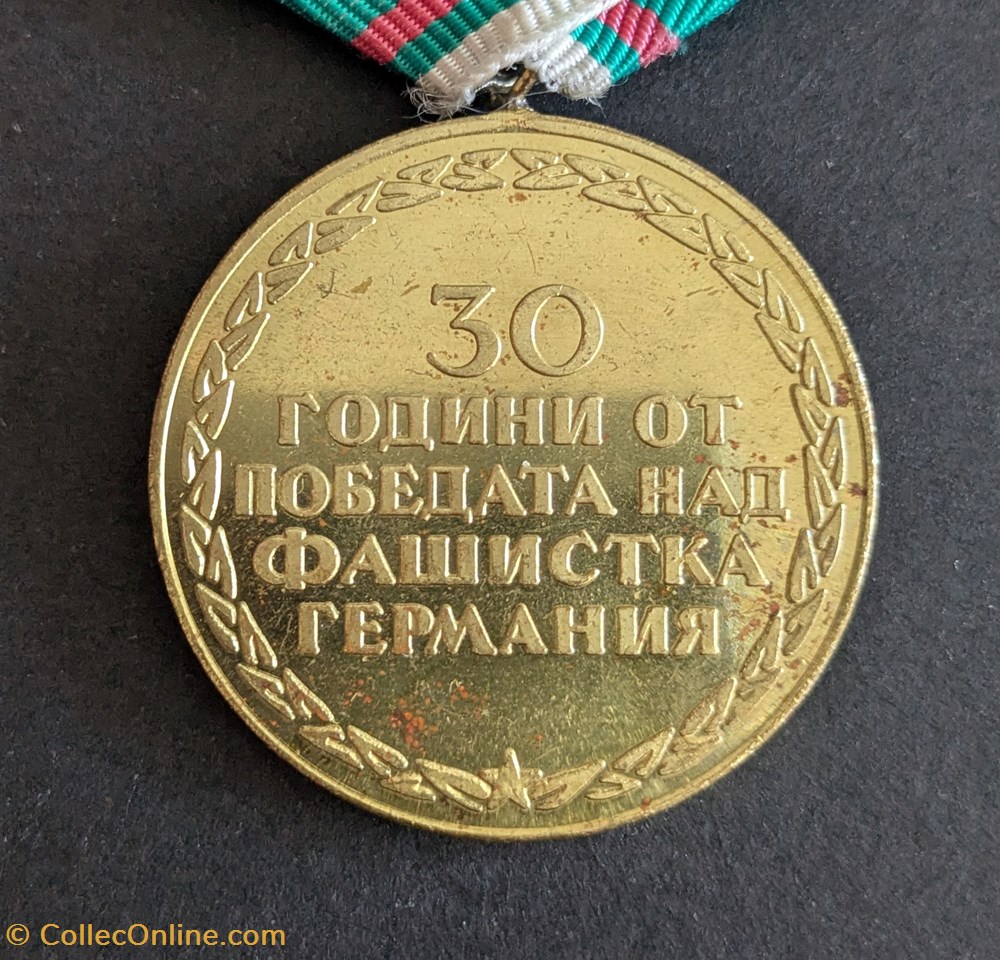 30
ГОДИНИ ОТ
ПОБЕДАТА НАД
ФАШИСТКА
ГЕРМАНИЯ
© CollecOnline.com